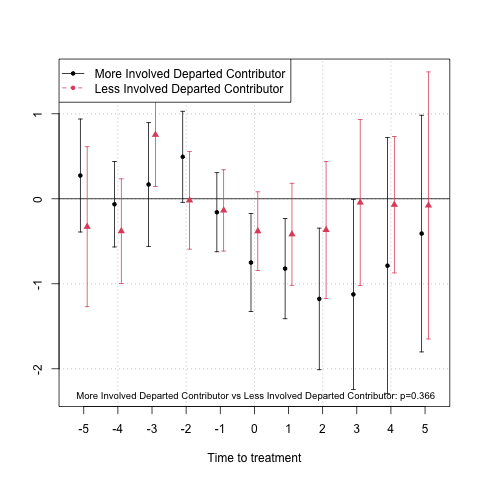 More Involved Departed Contributor
Less Involved Departed Contributor
1
0
-1
-2
More Involved Departed Contributor vs Less Involved Departed Contributor: p=0.366
-5 -4 -3 -2 -1 0 1 2 3 4 5
Time to treatment